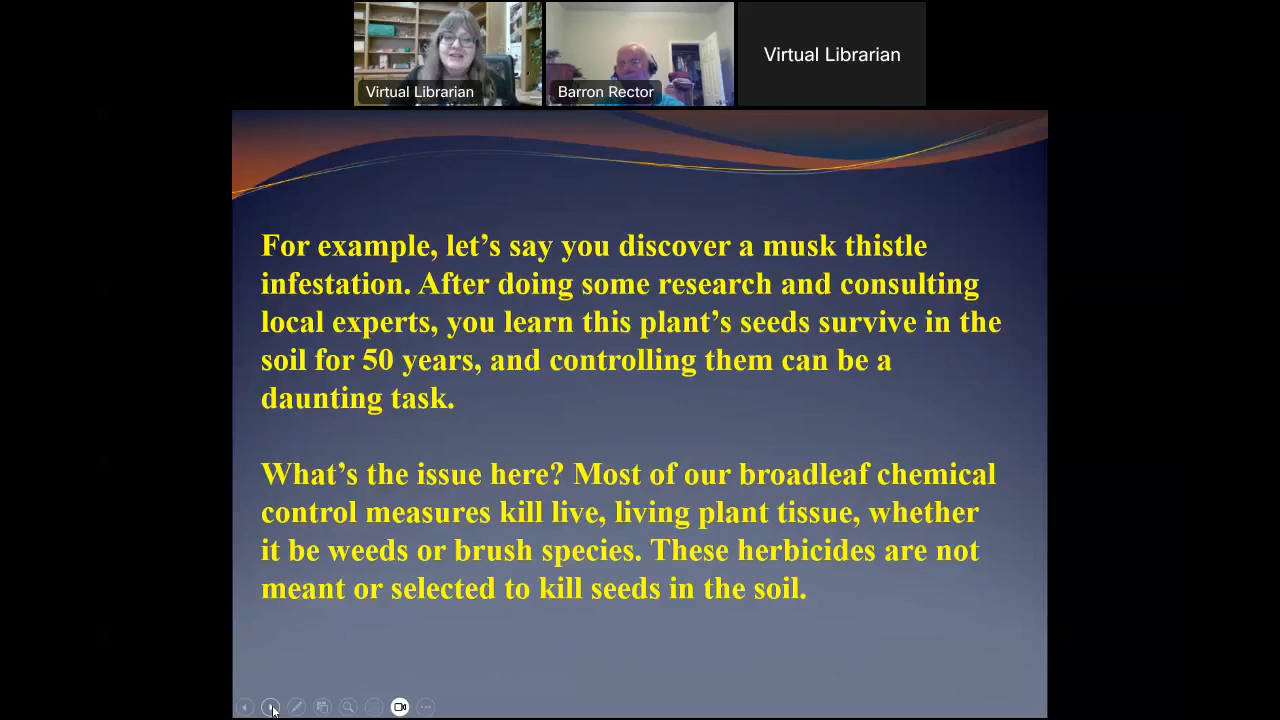 Virtual Librarian
Barron Rector
Virtual Librarian
For example, let’s say you discover a musk thistle
infestation. After doing some research and consulting
local experts, you learn this plant’s seeds survive in the
soil for 50 years, and controlling them can be a
daunting task.
What’s the issue here? Most of our broadleaf chemical
control measures kill live, living plant tissue, whether
it be weeds or brush species. These herbicides are not
meant or selected to kill seeds in the soil.